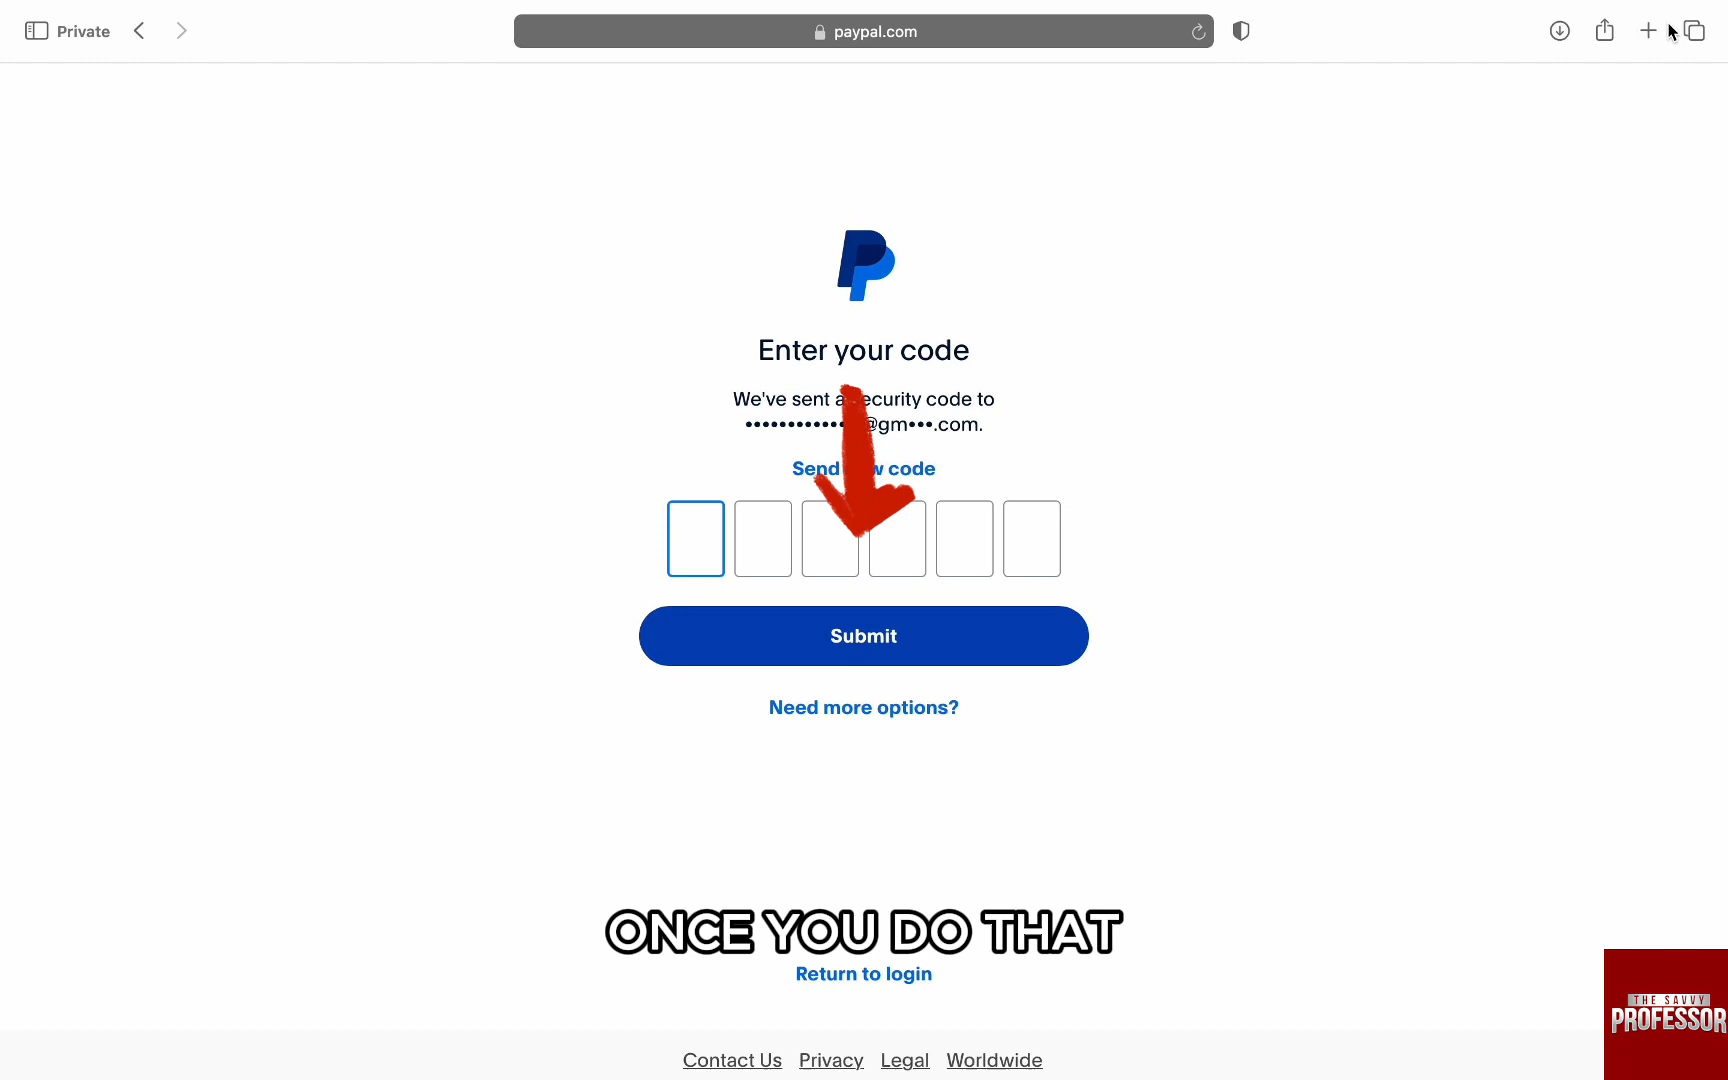 Private
paypal.com
Enter your code
We've sent a security code to
••••••••••••@gm•••.com.
Send code
Submit
Need more options?
ONCE YOU DO THAT
Return to login
THE SAVVY
PROFESSOR
Contact Us Privacy Legal Worldwide